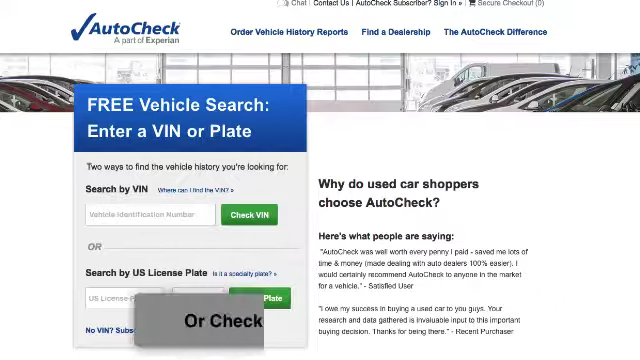 Chat | Contact Us | AutoCheck Subscriber? Sign In » Secure Checkout (0)
AutoCheck
A part of Experian
Order Vehicle History Reports Find a Dealership The AutoCheck Difference
FREE Vehicle Search:
Enter a VIN or Plate
Two ways to find the vehicle history you're looking for:
Search by VIN Where can I find the VIN? »
Vehicle Identification Number Check VIN
OR
Search by US License Plate Is it a specialty plate? »
US License Plate
No VIN?
Or Check
Why do used car shoppers
choose AutoCheck?
Here's what people are saying:
"AutoCheck was well worth every penny I paid - saved me lots of
time & money (made dealing with auto dealers 100% easier). I
would certainly recommend AutoCheck to anyone in the market
for a vehicle." - Satisfied User
"I love my success in buying a used car to you guys. Your
research and data gathered is invaluable input to this important
buying decision. Thanks for being there." - Recent Purchaser